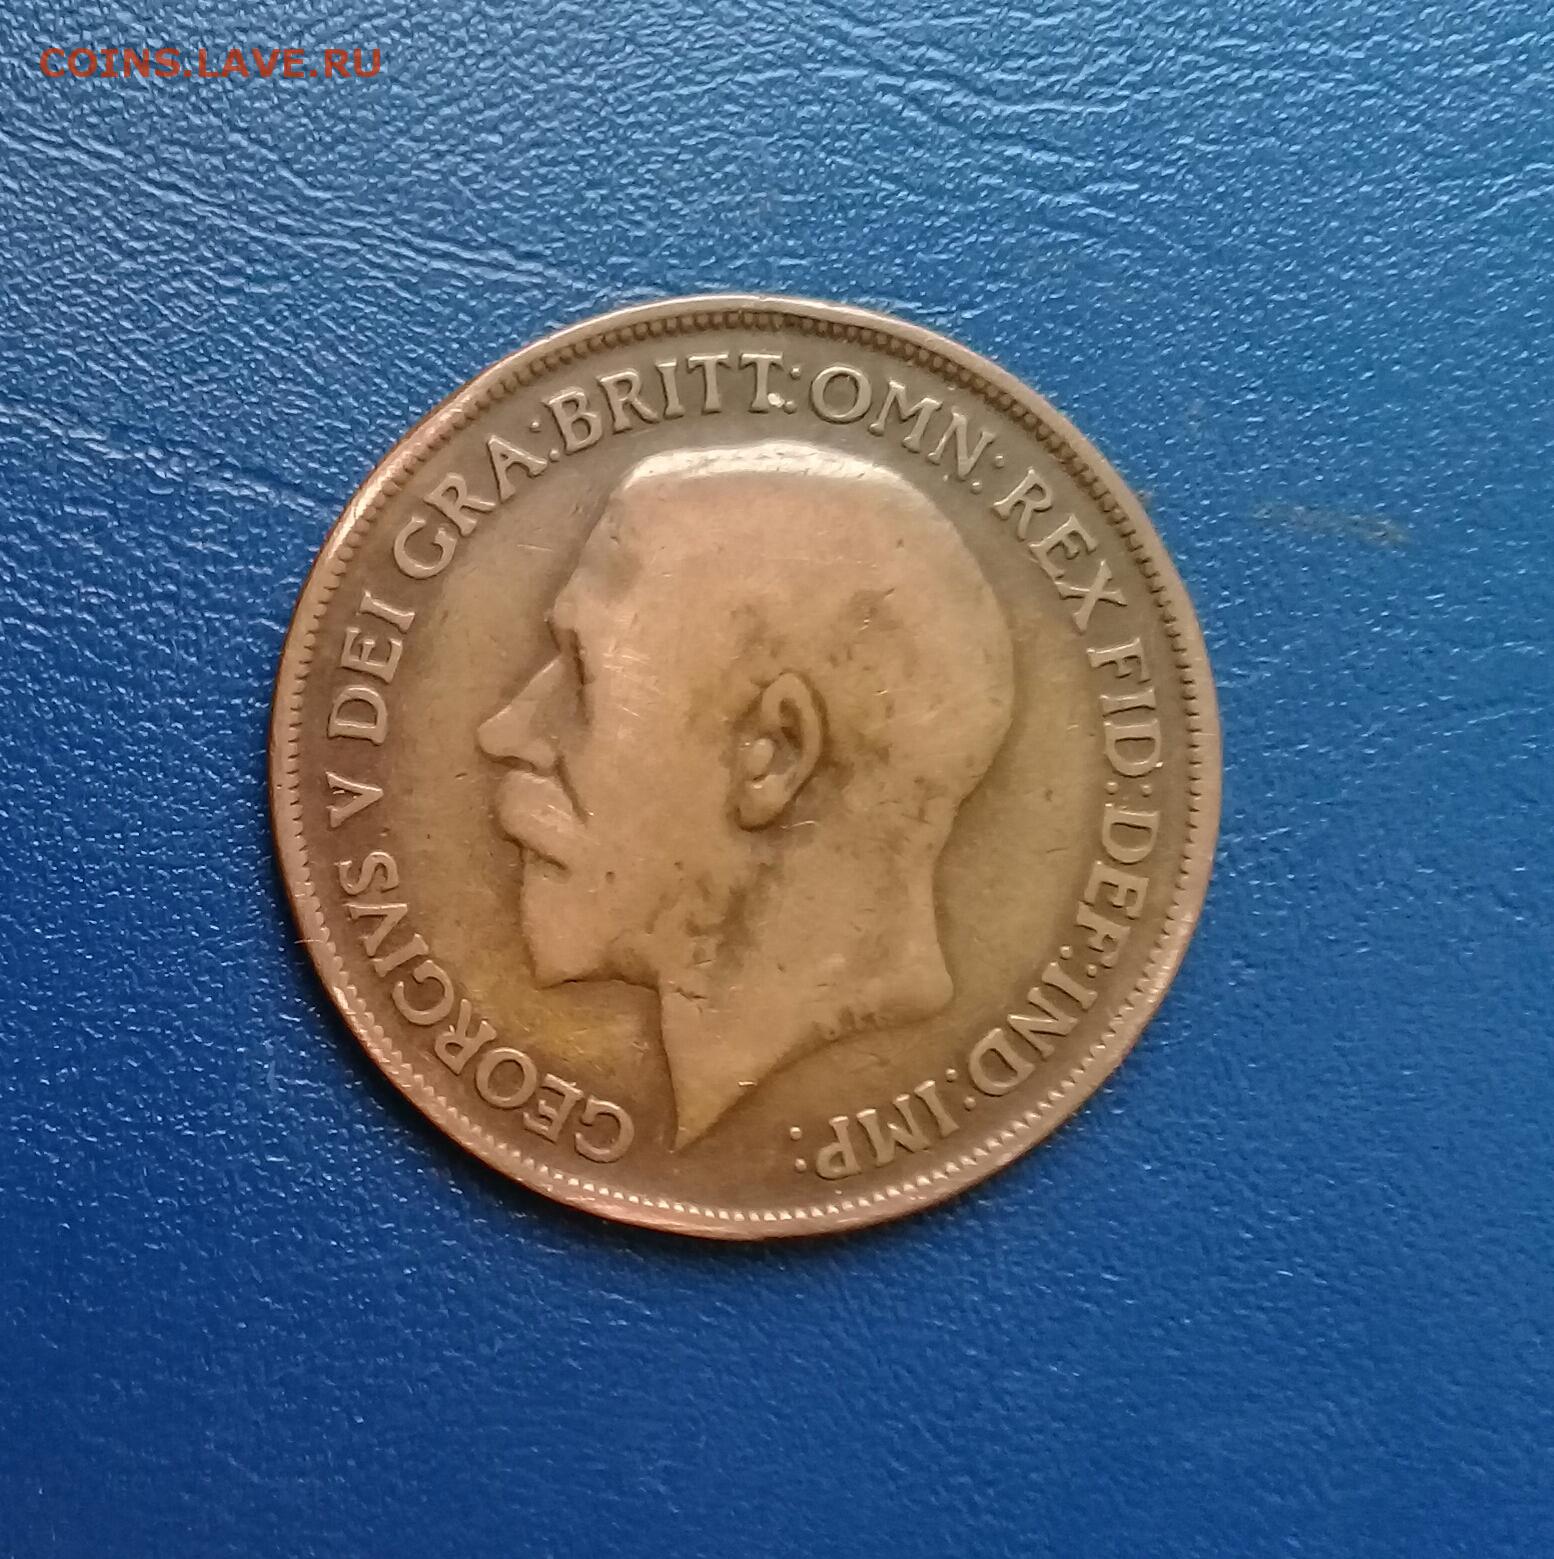 COINS.LAVE.RU
GEORGIVS V DEI GRA: BRITT: OMN: REX FID: DEF: IND: IMP: